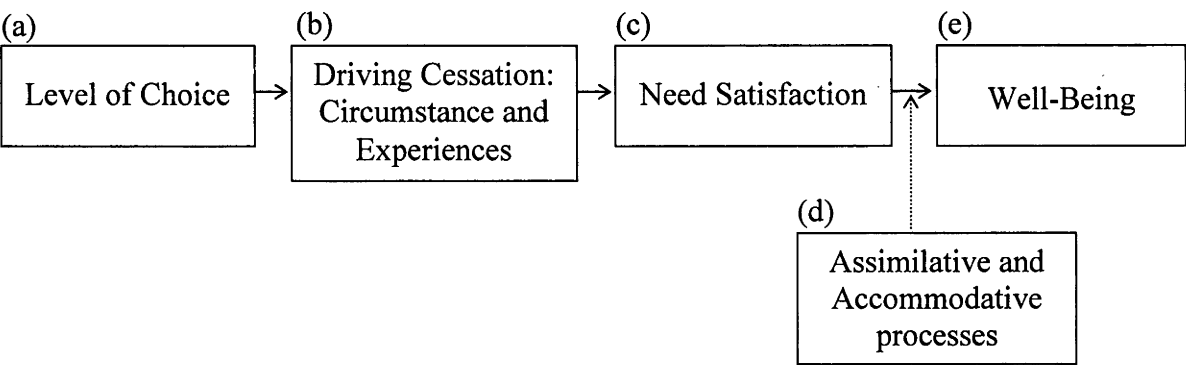 (a)
Level of Choice
(b)
Driving Cessation:
Circumstance and
Experiences
(c)
Need Satisfaction
(e)
Well-Being
(d)
Assimilative and
Accommodative
processes